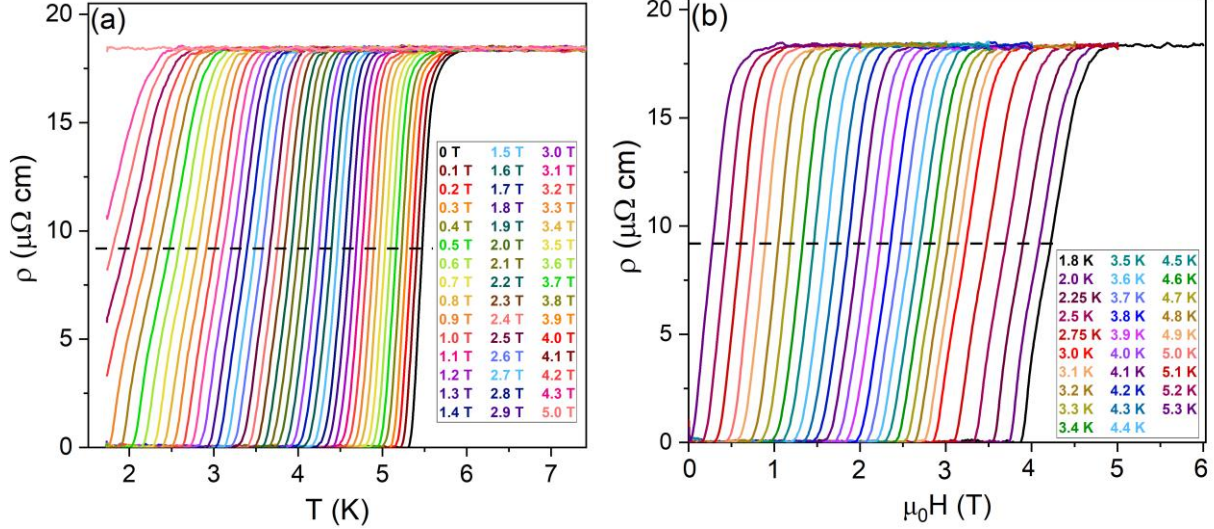 (a)
20
15
10
5
0
ρ (μΩ cm)
2 3 4 5 6 7
T (K)
0 T 1.5 T 3.0 T
0.1 T 1.6 T 3.1 T
0.2 T 1.7 T 3.2 T
0.3 T 1.8 T 3.3 T
0.4 T 1.9 T 3.4 T
0.5 T 2.0 T 3.5 T
0.6 T 2.1 T 3.6 T
0.7 T 2.2 T 3.7 T
0.8 T 2.3 T 3.8 T
0.9 T 2.4 T 3.9 T
1.0 T 2.5 T 4.0 T
1.1 T 2.6 T 4.1 T
1.2 T 2.7 T 4.2 T
1.3 T 2.8 T 4.3 T
1.4 T 2.9 T 5.0 T
(b)
20
15
10
5
0
ρ (μΩ cm)
0 1 2 3 4 5 6
μ₀H (T)
1.8 K 3.5 K 4.5 K
2.0 K 3.6 K 4.6 K
2.25 K 3.7 K 4.7 K
2.5 K 3.8 K 4.8 K
2.75 K 3.9 K 4.9 K
3.0 K 4.0 K 5.0 K
3.1 K 4.1 K 5.1 K
3.2 K 4.2 K 5.2 K
3.3 K 4.3 K 5.3 K
3.4 K 4.4 K